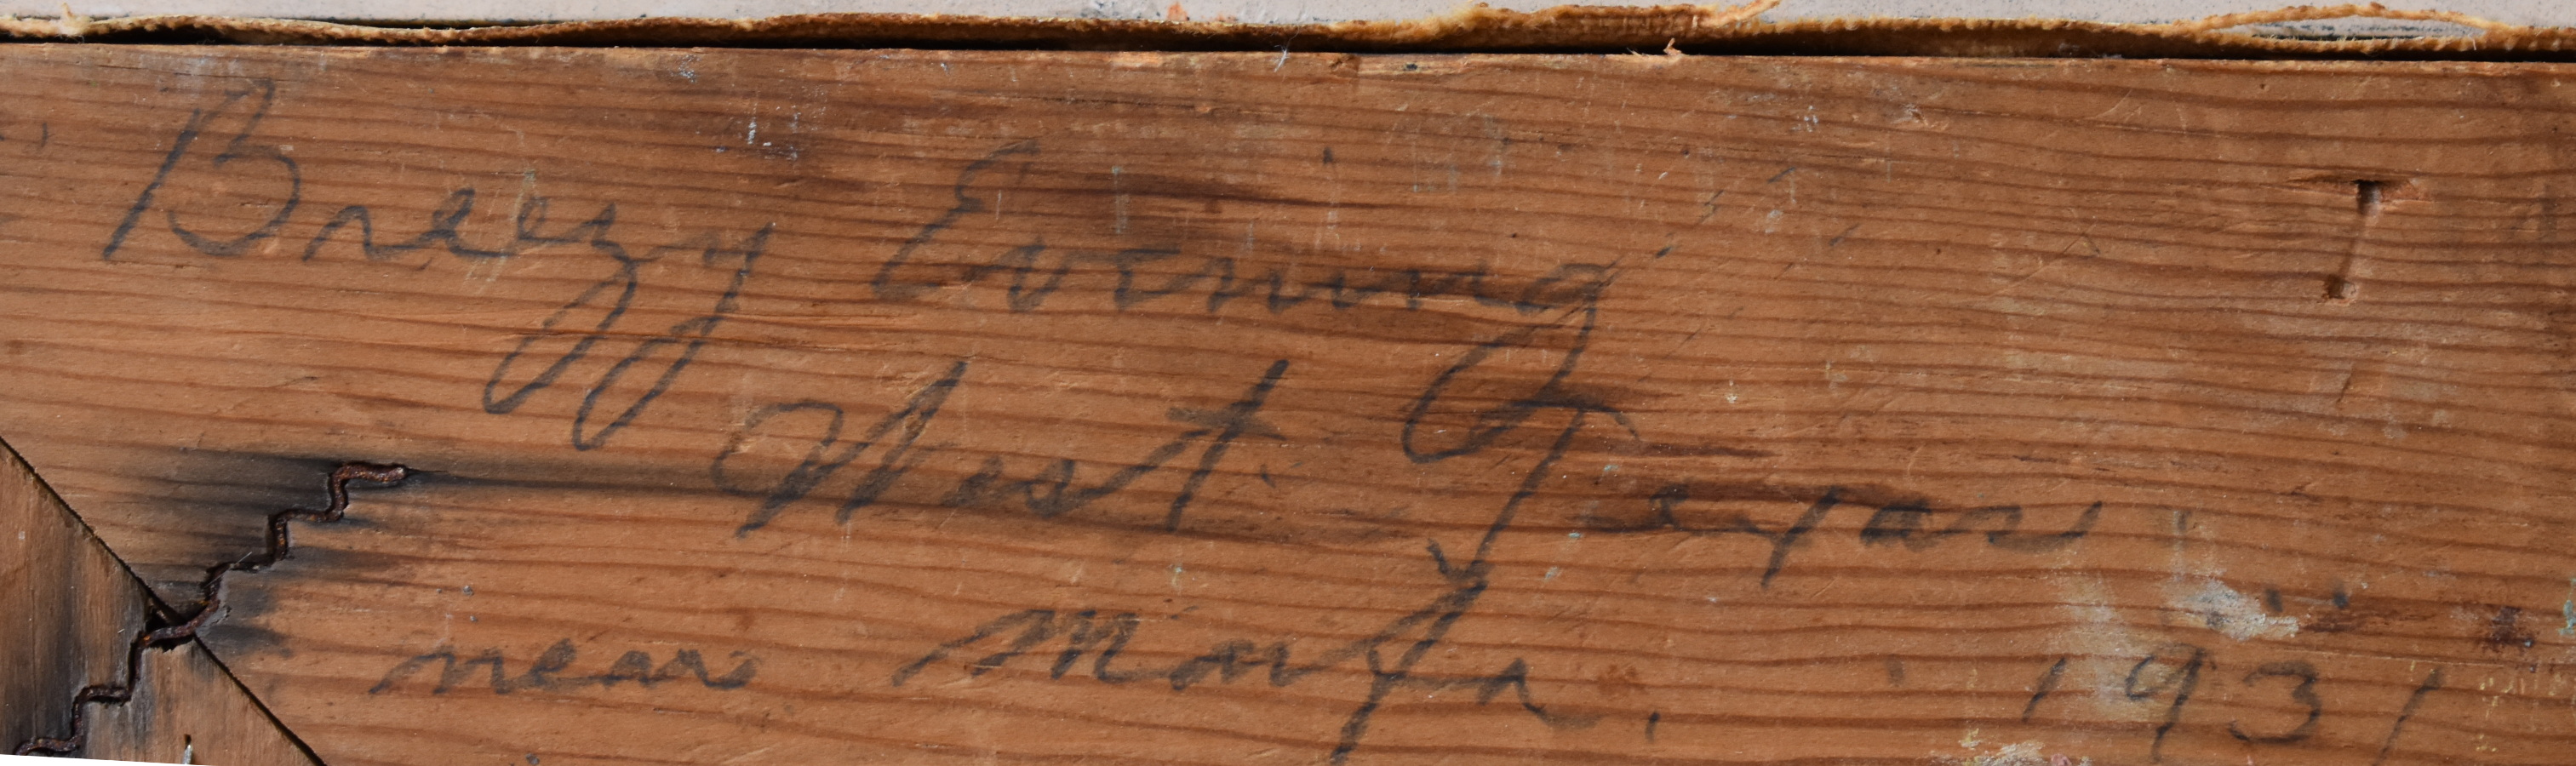 "Breezy Evening"
West Texas
near Marfa. 1931